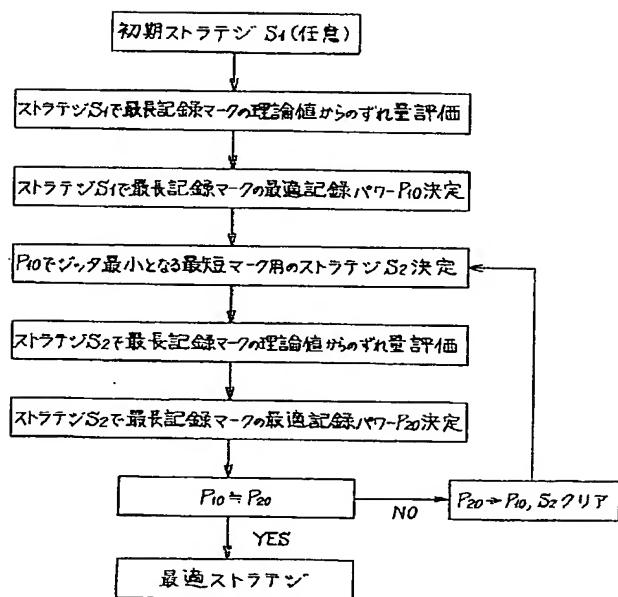 初期ストラテジ S1(任意)
ストラテジS1で最長記録マークの理論値からのずれ量評価
ストラテジS1で最長記録マークの最適記録パワーP10決定
P10でジッタ最小となる最短マーク用のストラテジS2決定
ストラテジS2で最長記録マークの理論値からのずれ量評価
ストラテジS2で最長記録マークの最適記録パワーP20決定
P10≒P20
NO
P20→P10, S2クリア
YES
最適ストラテジ